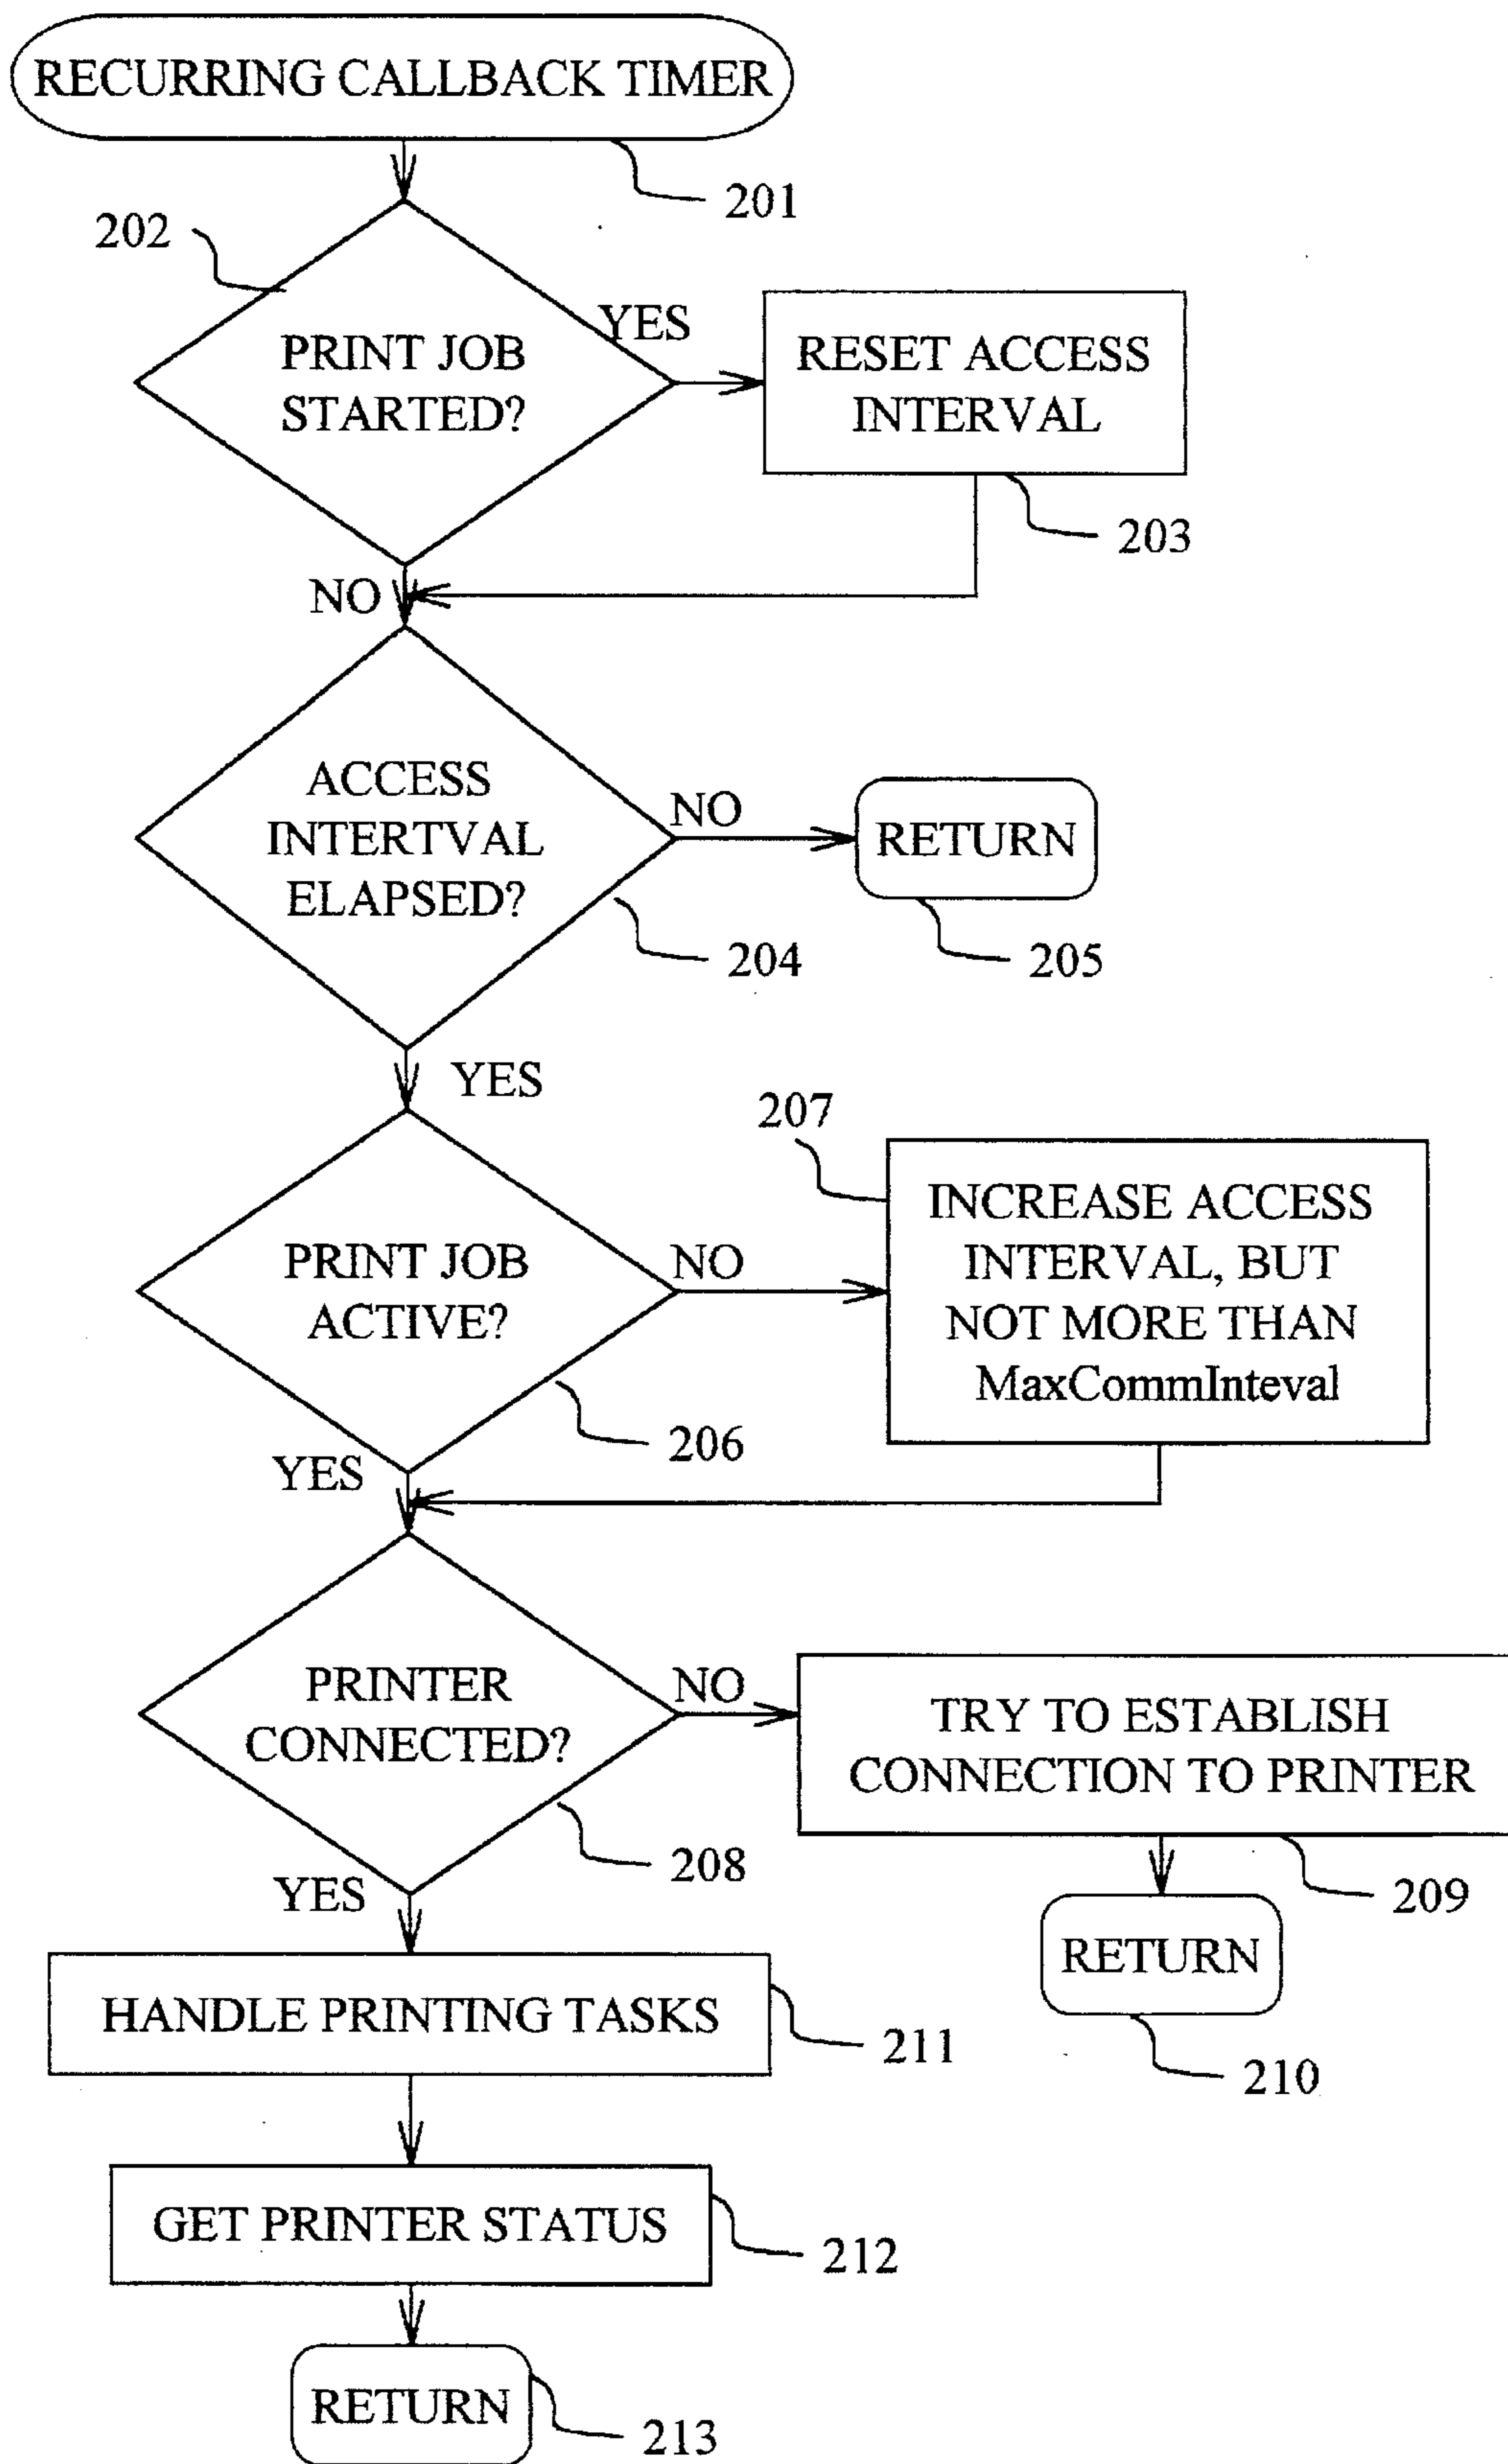 RECURRING CALLBACK TIMER
201
202
PRINT JOB
STARTED?
YES
RESET ACCESS
INTERVAL
203
NO
ACCESS
INTERTVAL
ELAPSED?
NO
RETURN
204
205
YES
207
PRINT JOB
ACTIVE?
NO
INCREASE ACCESS
INTERVAL, BUT
NOT MORE THAN
MaxCommInteval
206
YES
PRINTER
CONNECTED?
NO
TRY TO ESTABLISH
CONNECTION TO PRINTER
208
209
YES
RETURN
210
HANDLE PRINTING TASKS
211
GET PRINTER STATUS
212
RETURN
213